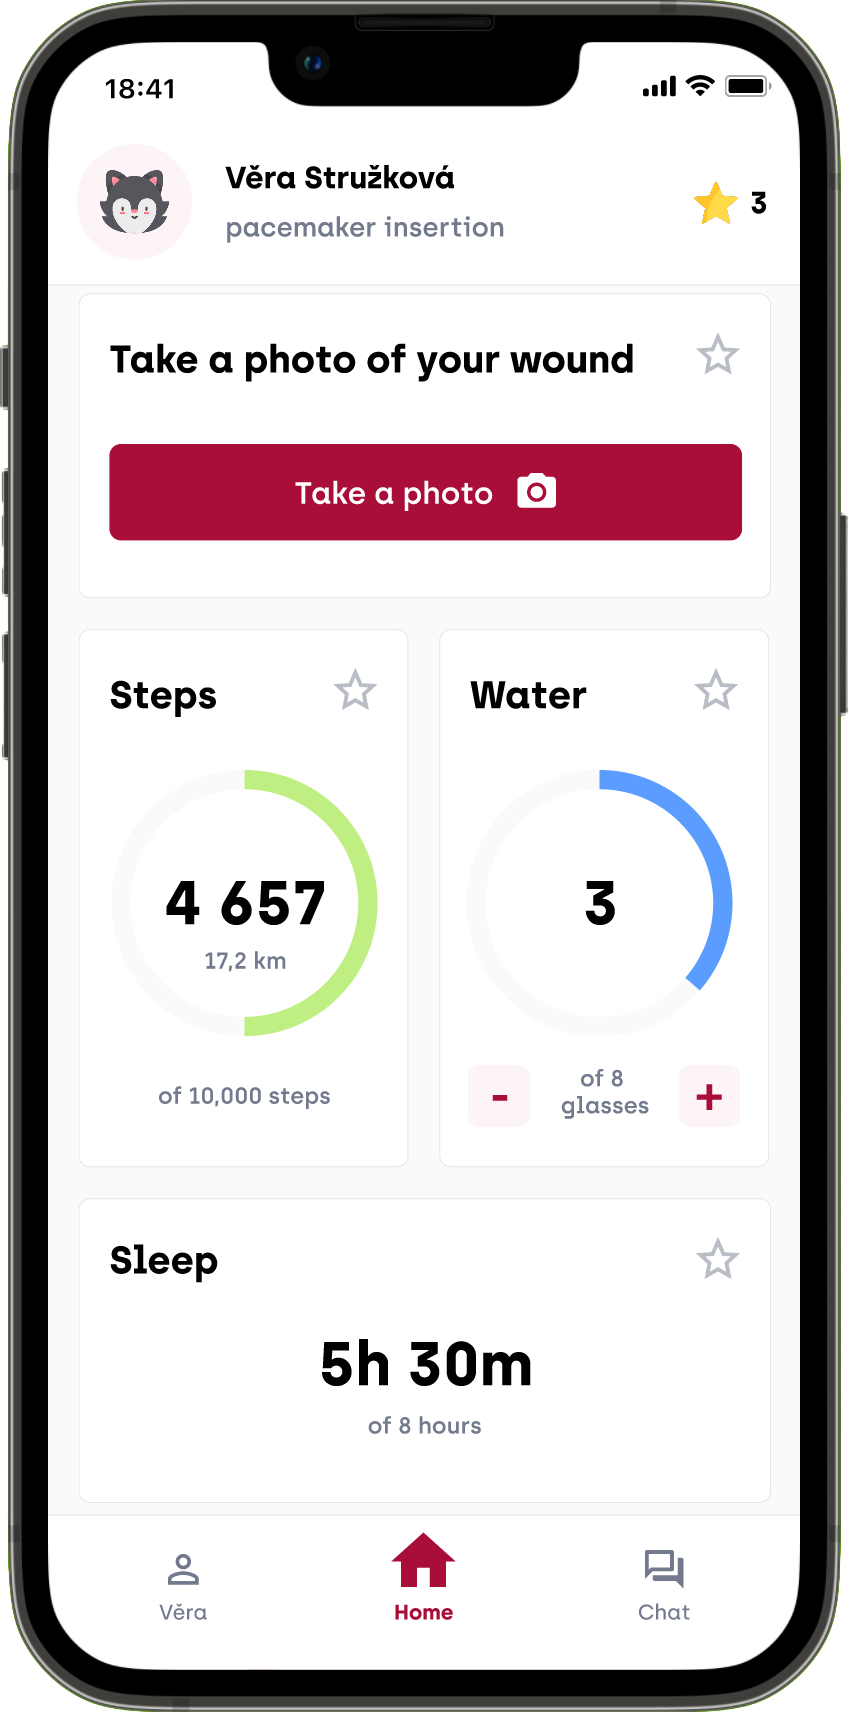 18:41
Věra Stružková
pacemaker insertion
3
Take a photo of your wound
Take a photo
Steps
4 657
17,2 km
of 10,000 steps
Water
3
-
of 8
glasses
+
Sleep
5h 30m
of 8 hours
Věra
Home
Chat